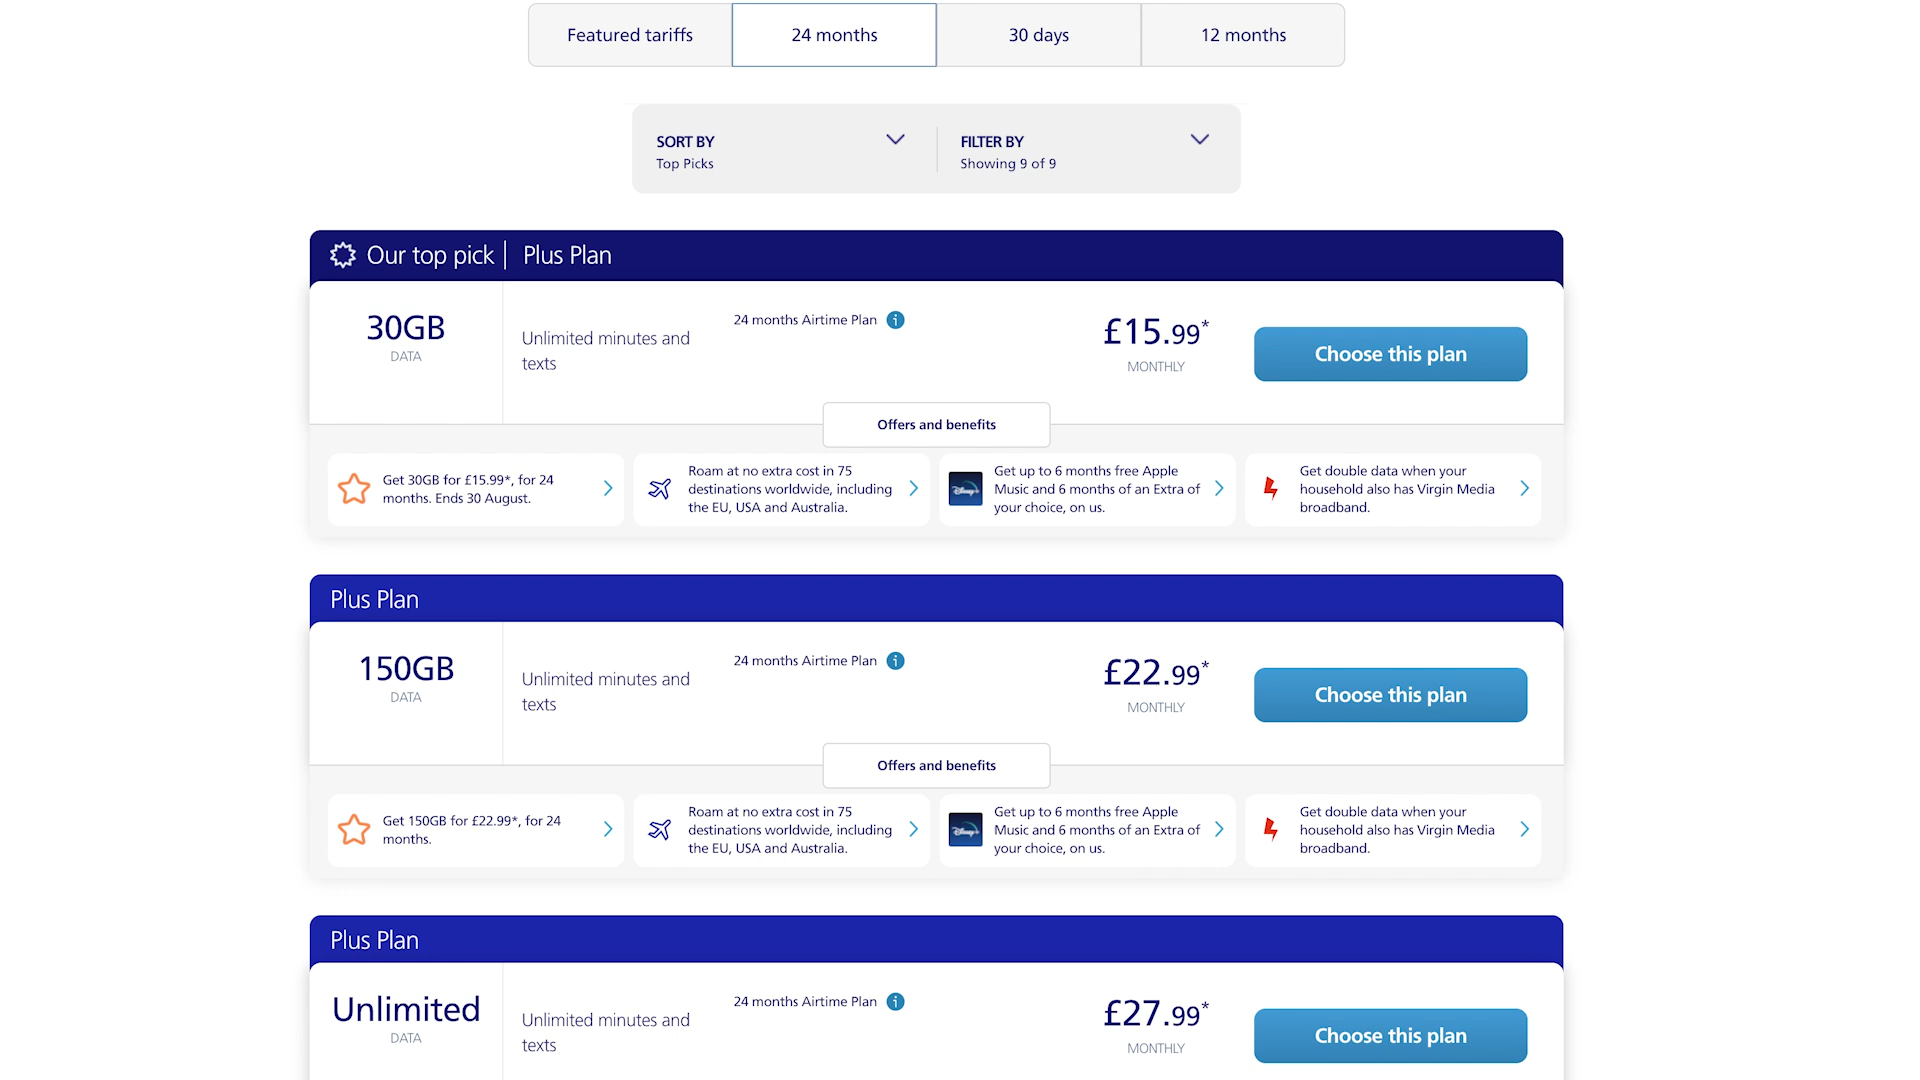 Featured tariffs
24 months
30 days
12 months
SORT BY
Top Picks
FILTER BY
Showing 9 of 9
Our top pick
Plus Plan
30GB
DATA
Unlimited minutes and
texts
24 months Airtime Plan
£15.99*
MONTHLY
Choose this plan
Offers and benefits
Get 30GB for £15.99*, for 24
months. Ends 30 August.
Roam at no extra cost in 75
destinations worldwide, including
the EU, USA and Australia.
Disney+
Get up to 6 months free Apple
Music and 6 months of an Extra of
your choice, on us.
Get double data when your
household also has Virgin Media
broadband.
Plus Plan
150GB
DATA
Unlimited minutes and
texts
24 months Airtime Plan
£22.99*
MONTHLY
Choose this plan
Offers and benefits
Get 150GB for £22.99*, for 24
months.
Roam at no extra cost in 75
destinations worldwide, including
the EU, USA and Australia.
Disney+
Get up to 6 months free Apple
Music and 6 months of an Extra of
your choice, on us.
Get double data when your
household also has Virgin Media
broadband.
Plus Plan
Unlimited
DATA
Unlimited minutes and
texts
24 months Airtime Plan
£27.99*
MONTHLY
Choose this plan